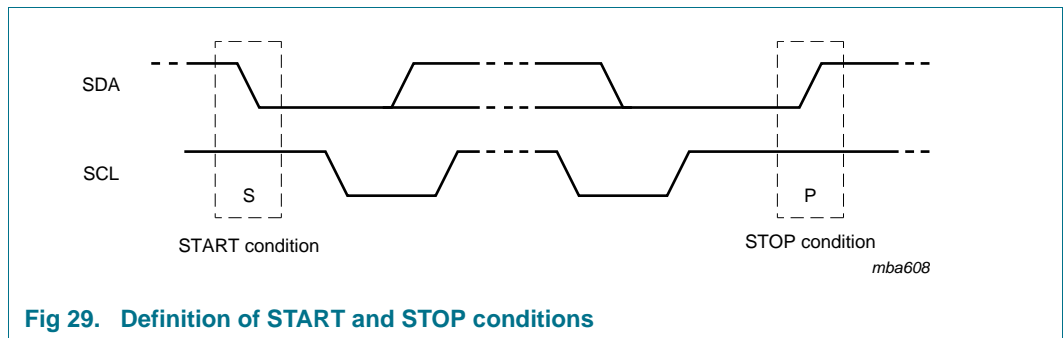 SDA
SCL
S
P
START condition
STOP condition
mba608
Fig 29. Definition of START and STOP conditions